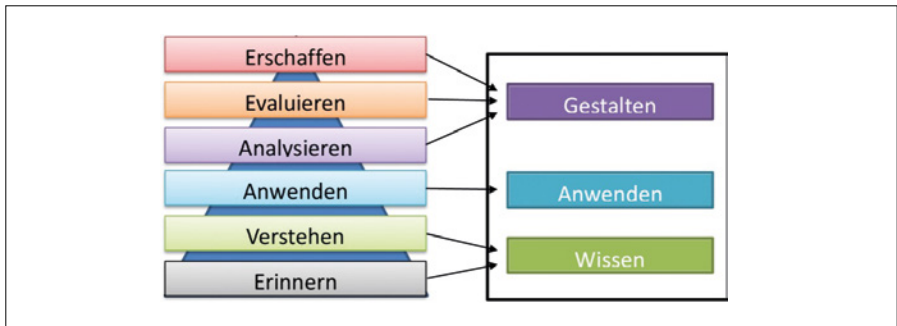 Erschaffen
Evaluieren
Analysieren
Anwenden
Verstehen
Erinnern
Gestalten
Anwenden
Wissen